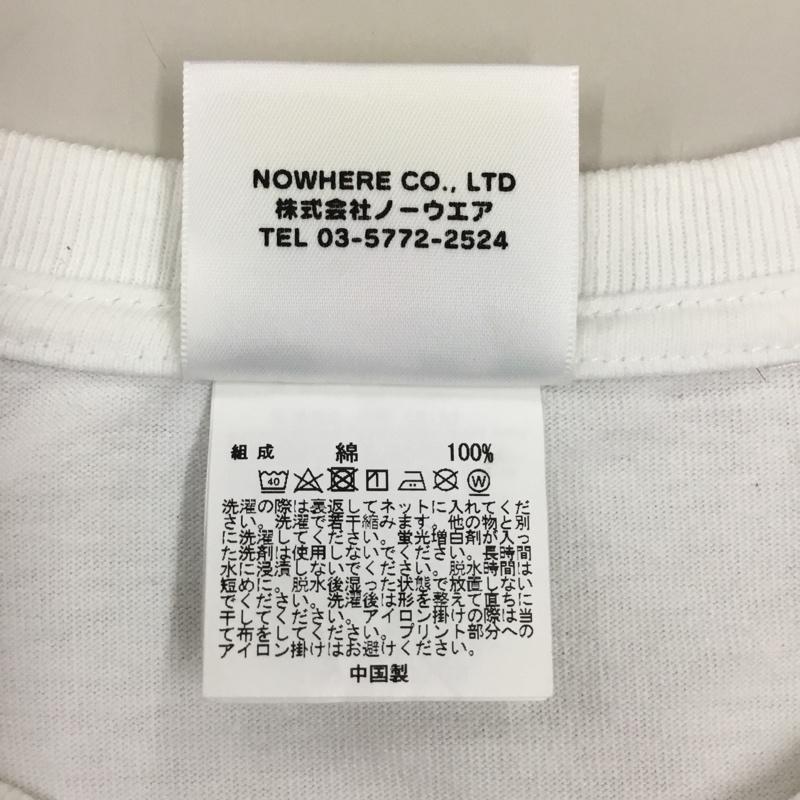 NOWHERE CO., LTD
株式会社ノーウエア
TEL 03-5772-2524
組成 綿 100%
40 W
洗濯の際は裏返してネットに入れてくだ
さい。洗濯で若干縮みます。他の物と別
に洗濯してください。蛍光増白剤が入っ
た洗剤は使用しないでください。長時間
水に浸漬しないでください。脱水時間は
短めに。脱水後湿った状態で放置しない
でください。洗濯後は形を整えて直ちに
干してください。アイロン掛けの際は当
て布をしてください。プリント部分への
アイロン掛けはお避けください。
中国製